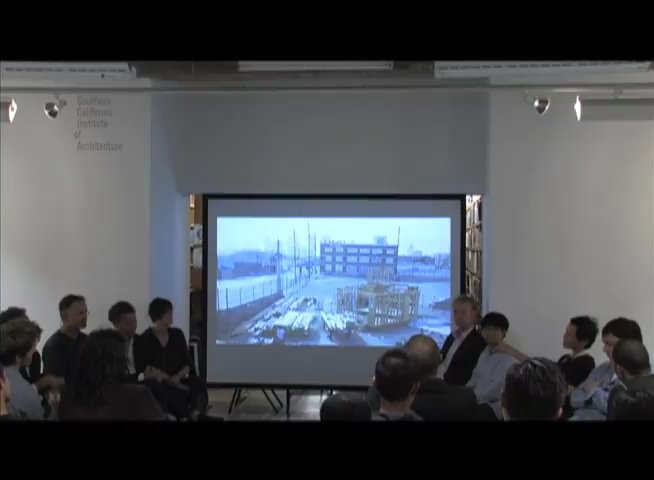 Southern
California
Institute
of
Architecture